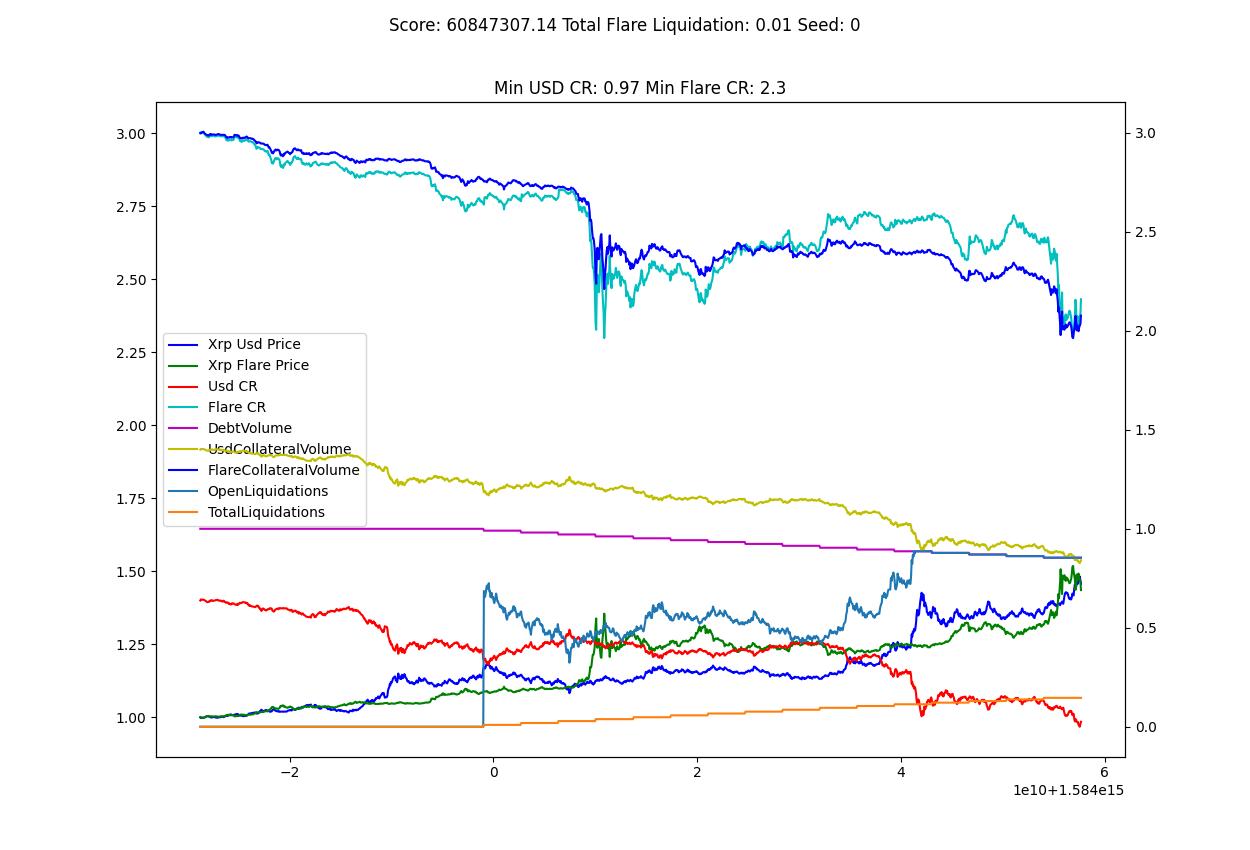 Score: 60847307.14 Total Flare Liquidation: 0.01 Seed: 0
Min USD CR: 0.97 Min Flare CR: 2.3
3.00
2.75
2.50
2.25
2.00
1.75
1.50
1.25
1.00
Xrp Usd Price
Xrp Flare Price
Usd CR
Flare CR
DebtVolume
UsdCollateralVolume
FlareCollateralVolume
OpenLiquidations
TotalLiquidations
3.0
2.5
2.0
1.5
1.0
0.5
0.0
−2 0 2 4 6
1e10+1.584e15